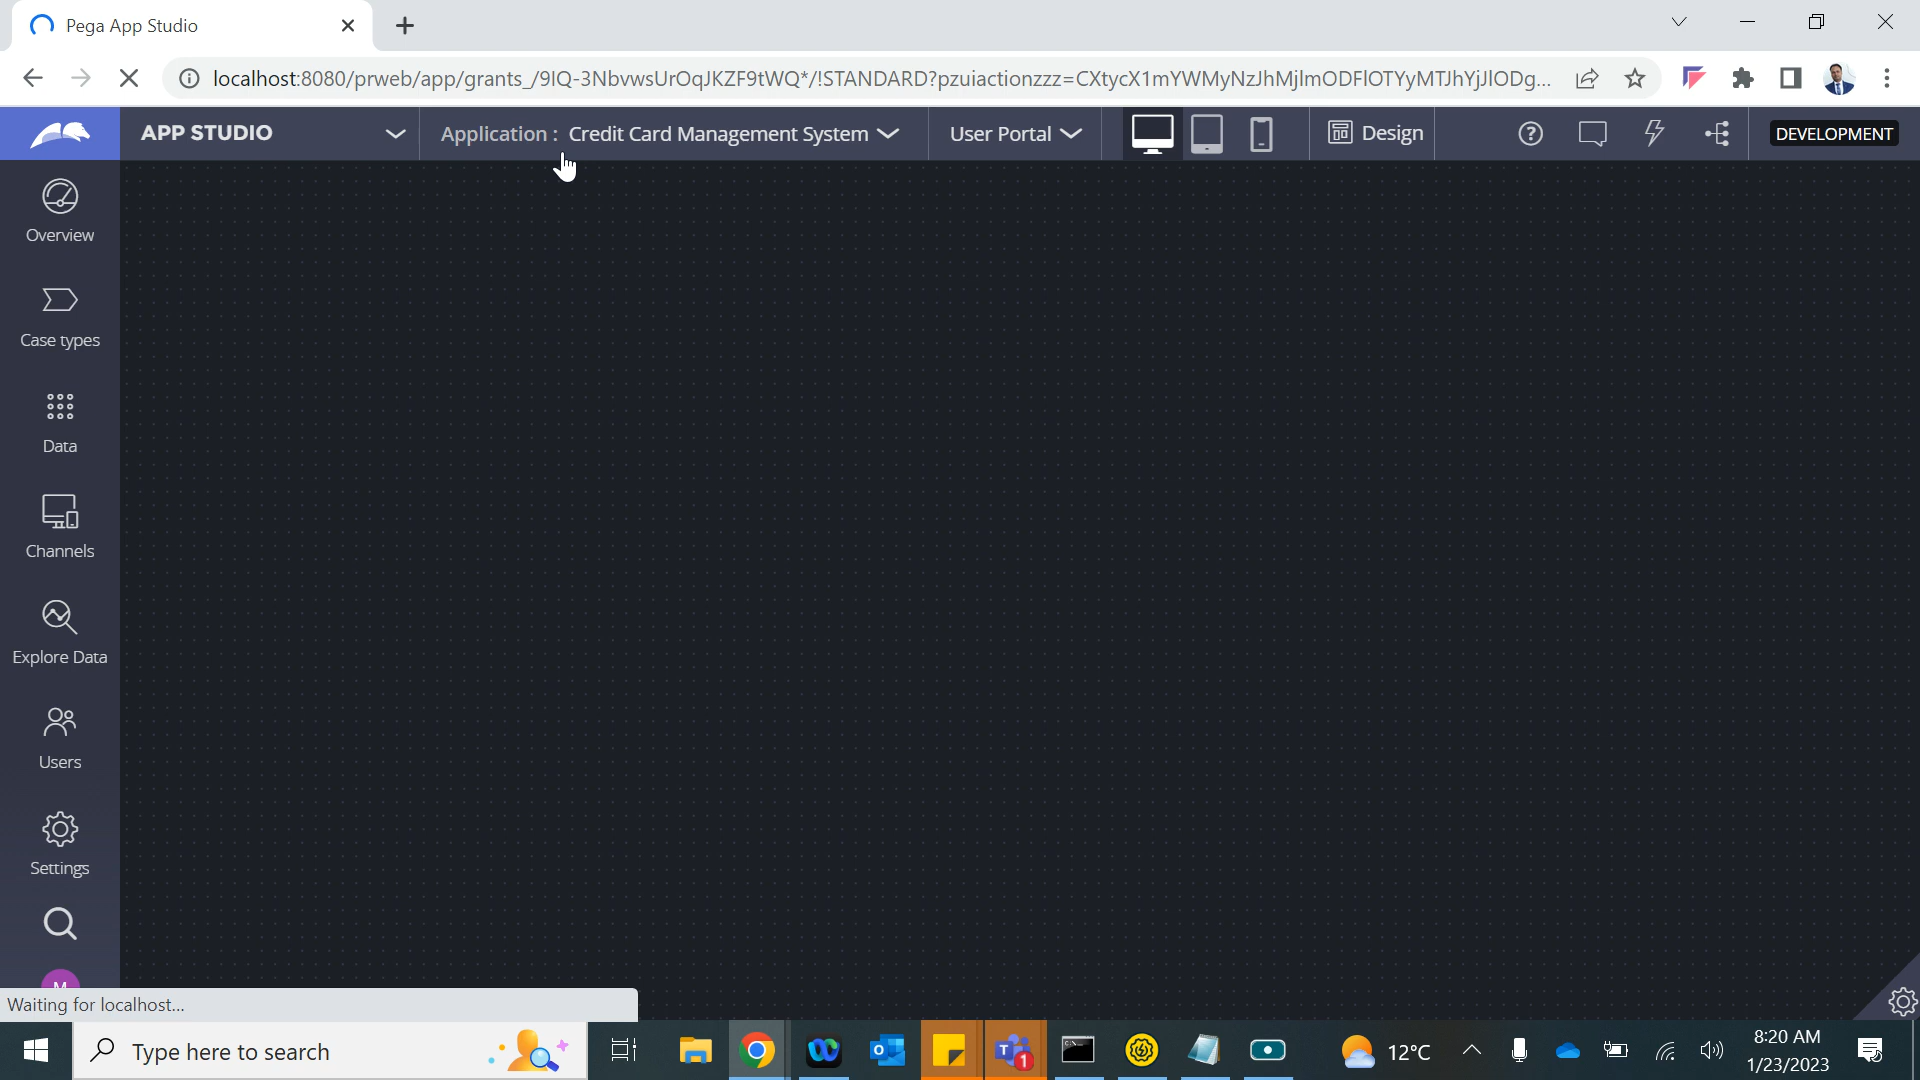 Pega App Studio
localhost:8080/prweb/app/grants_/9IQ-3NbvwsUrOqJKZF9tWQ*/!STANDARD?pzuiactionzzz=CXtycX1mYWMyNzJhMjlmODFlOTYyMTJhYjJlODg...
APP STUDIO
Application : Credit Card Management System
User Portal
Design
DEVELOPMENT
Overview
Case types
Data
Channels
Explore Data
Users
Settings
M
Waiting for localhost...
Type here to search
1
12°C
8:20 AM
1/23/2023